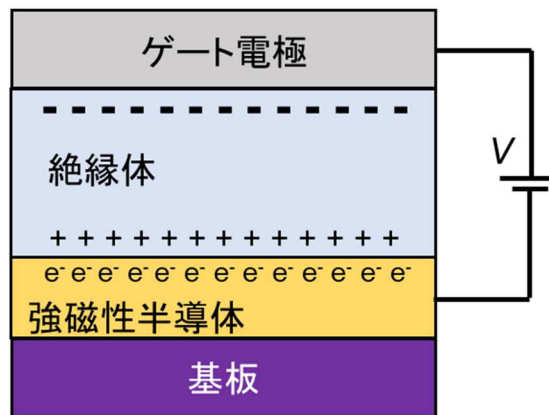 ゲート電極
- - - - - - - - - - - -
V
絶縁体
+ + + + + + + + + + + + +
e- e- e- e- e- e- e- e- e- e- e- e-
強磁性半導体
基板